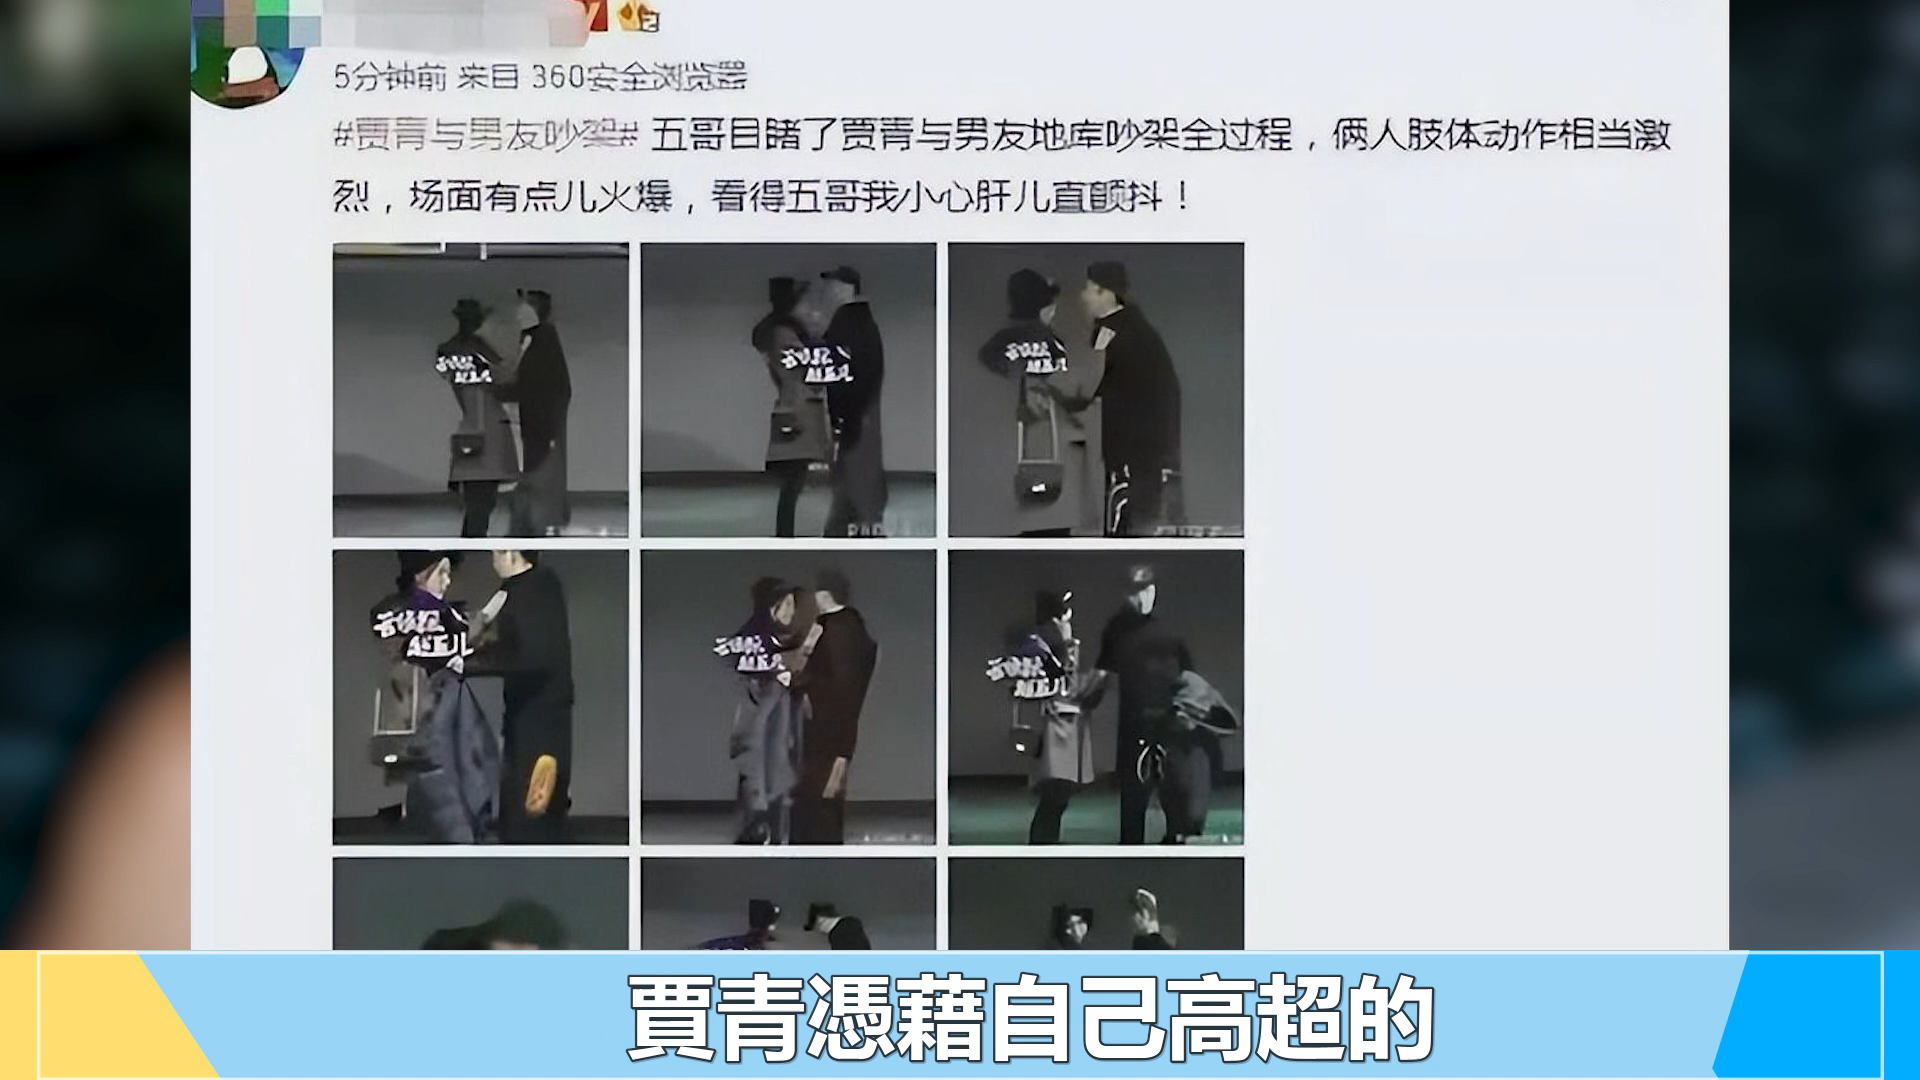 5分钟前 来自 360安全浏览器
#贾青与男友吵架# 五哥目睹了贾青与男友地库吵架全过程，俩人肢体动作相当激
烈，场面有点儿火爆，看得五哥我小心肝儿直颤抖！
賈青憑藉自己高超的